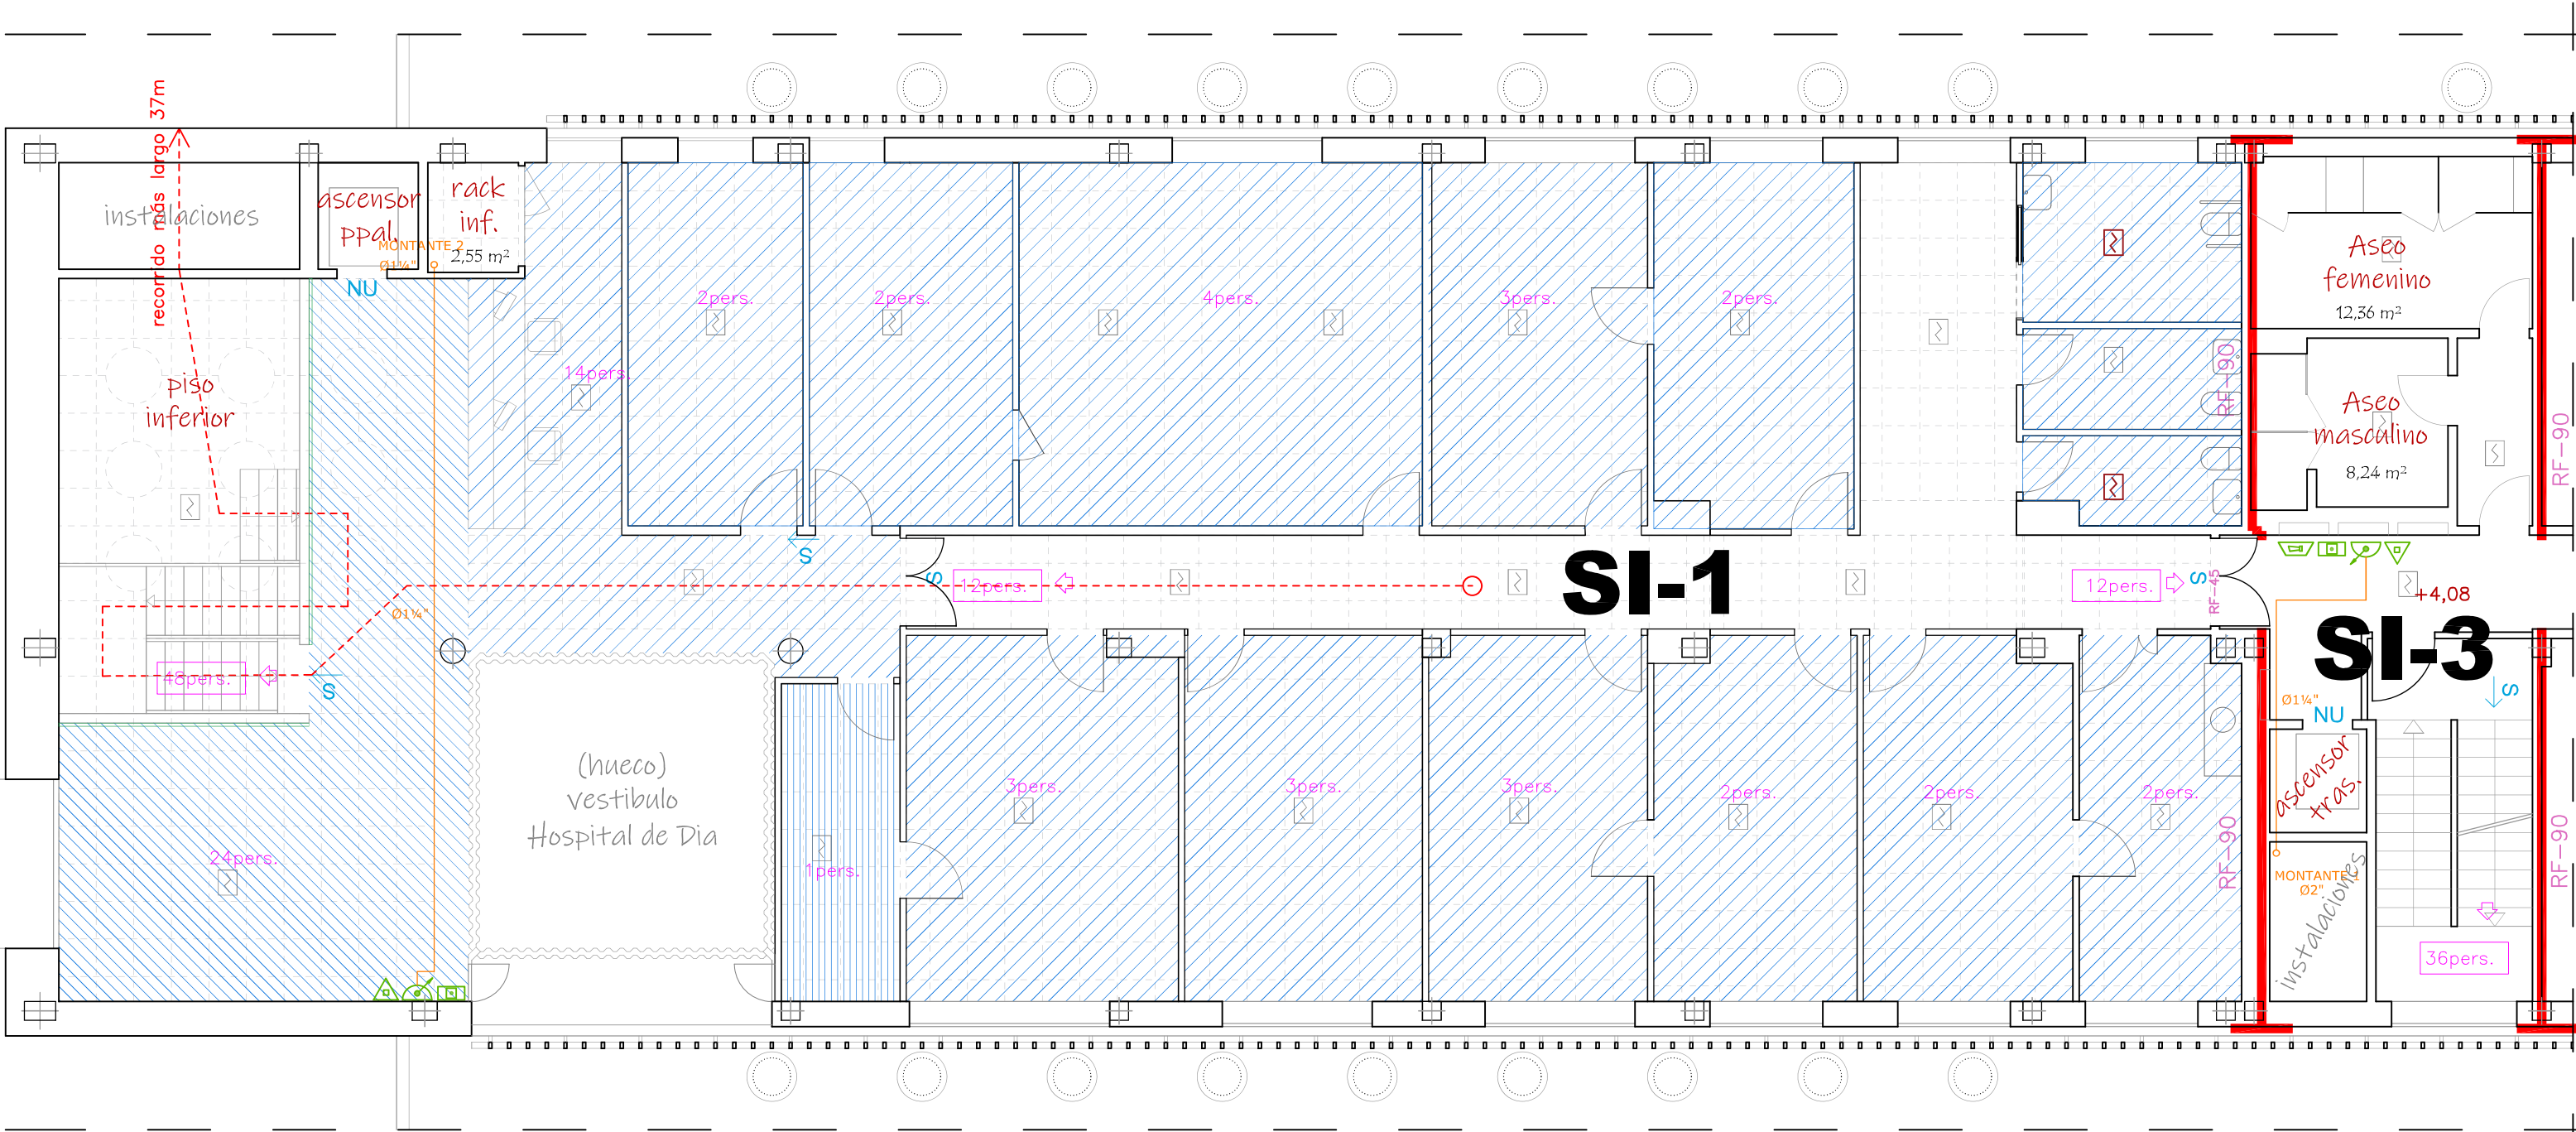 recorrido más largo 37m
instalaciones
ascensor
ppal.
rack
inf.
2,55 m²
MONTANTE 2
Ø1¼"
NU
piso
inferior
14pers.
2pers.
2pers.
4pers.
3pers.
2pers.
RF-90
Aseo
femenino
12,36 m²
Aseo
masculino
8,24 m²
RF-90
S
S
12pers.
SI-1
12pers.
S
RF-45
+4,08
SI-3
Ø1¼"
48pers.
S
(hueco)
vestíbulo
Hospital de Dia
24pers.
1pers.
3pers.
3pers.
3pers.
2pers.
2pers.
2pers.
RF-90
Ø1¼"
NU
S
ascensor
tras.
MONTANTE 1
Ø2"
instalaciones
36pers.
RF-90